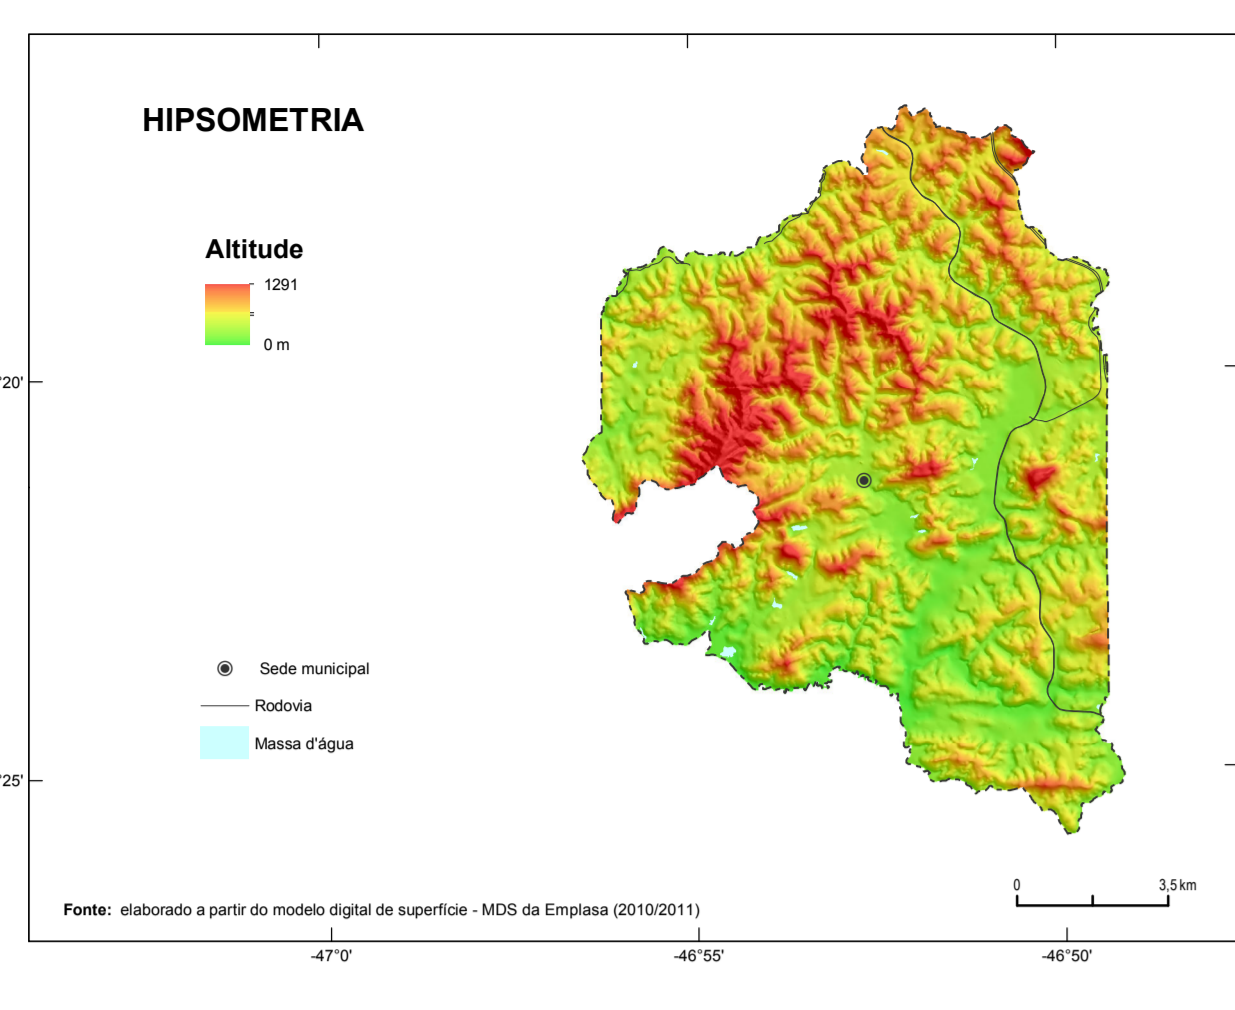 HIPSOMETRIA
Altitude
1291
0 m
°20'
Sede municipal
Rodovia
Massa d'água
°25'
0 3,5 km
Fonte: elaborado a partir do modelo digital de superfície - MDS da Emplasa (2010/2011)
-47°0' -46°55' -46°50'